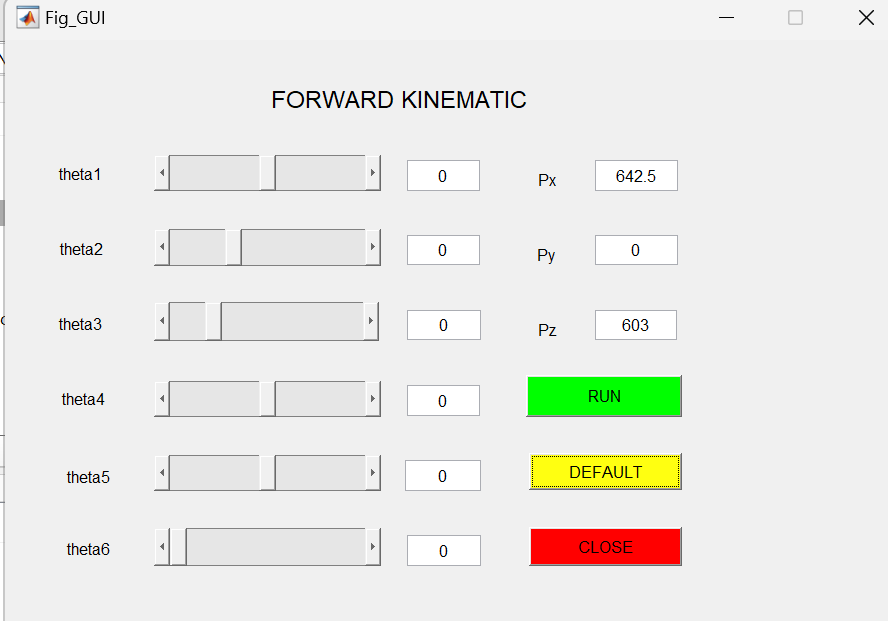 Fig_GUI
FORWARD KINEMATIC
theta1 0 Px 642.5
theta2 0 Py 0
theta3 0 Pz 603
theta4 0 RUN
theta5 0 DEFAULT
theta6 0 CLOSE